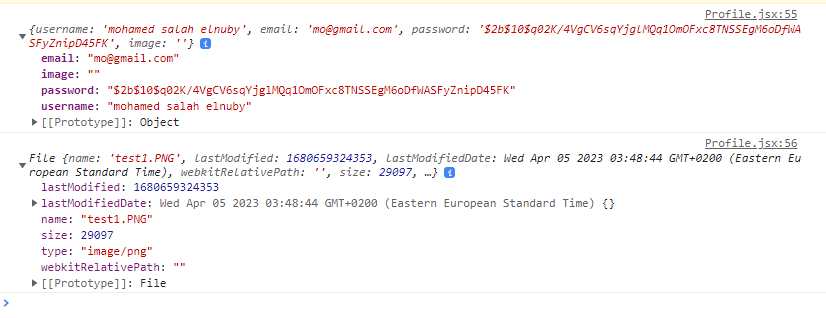 Profile.jsx:55
{username: 'mohamed salah elnuby', email: 'mo@gmail.com', password: '$2b$10$q02K/4VgCV6sqYjglMQq1OmOFxc8TNSSEgM6oDfWA
SFyZnipD45FK', image: ''} i
email: "mo@gmail.com"
image: ""
password: "$2b$10$q02K/4VgCV6sqYjglMQq1OmOFxc8TNSSEgM6oDfWASFyZnipD45FK"
username: "mohamed salah elnuby"
[[Prototype]]: Object
Profile.jsx:56
File {name: 'test1.PNG', lastModified: 1680659324353, lastModifiedDate: Wed Apr 05 2023 03:48:44 GMT+0200 (Eastern Eu
ropean Standard Time), webkitRelativePath: '', size: 29097, …} i
lastModified: 1680659324353
lastModifiedDate: Wed Apr 05 2023 03:48:44 GMT+0200 (Eastern European Standard Time) {}
name: "test1.PNG"
size: 29097
type: "image/png"
webkitRelativePath: ""
[[Prototype]]: File